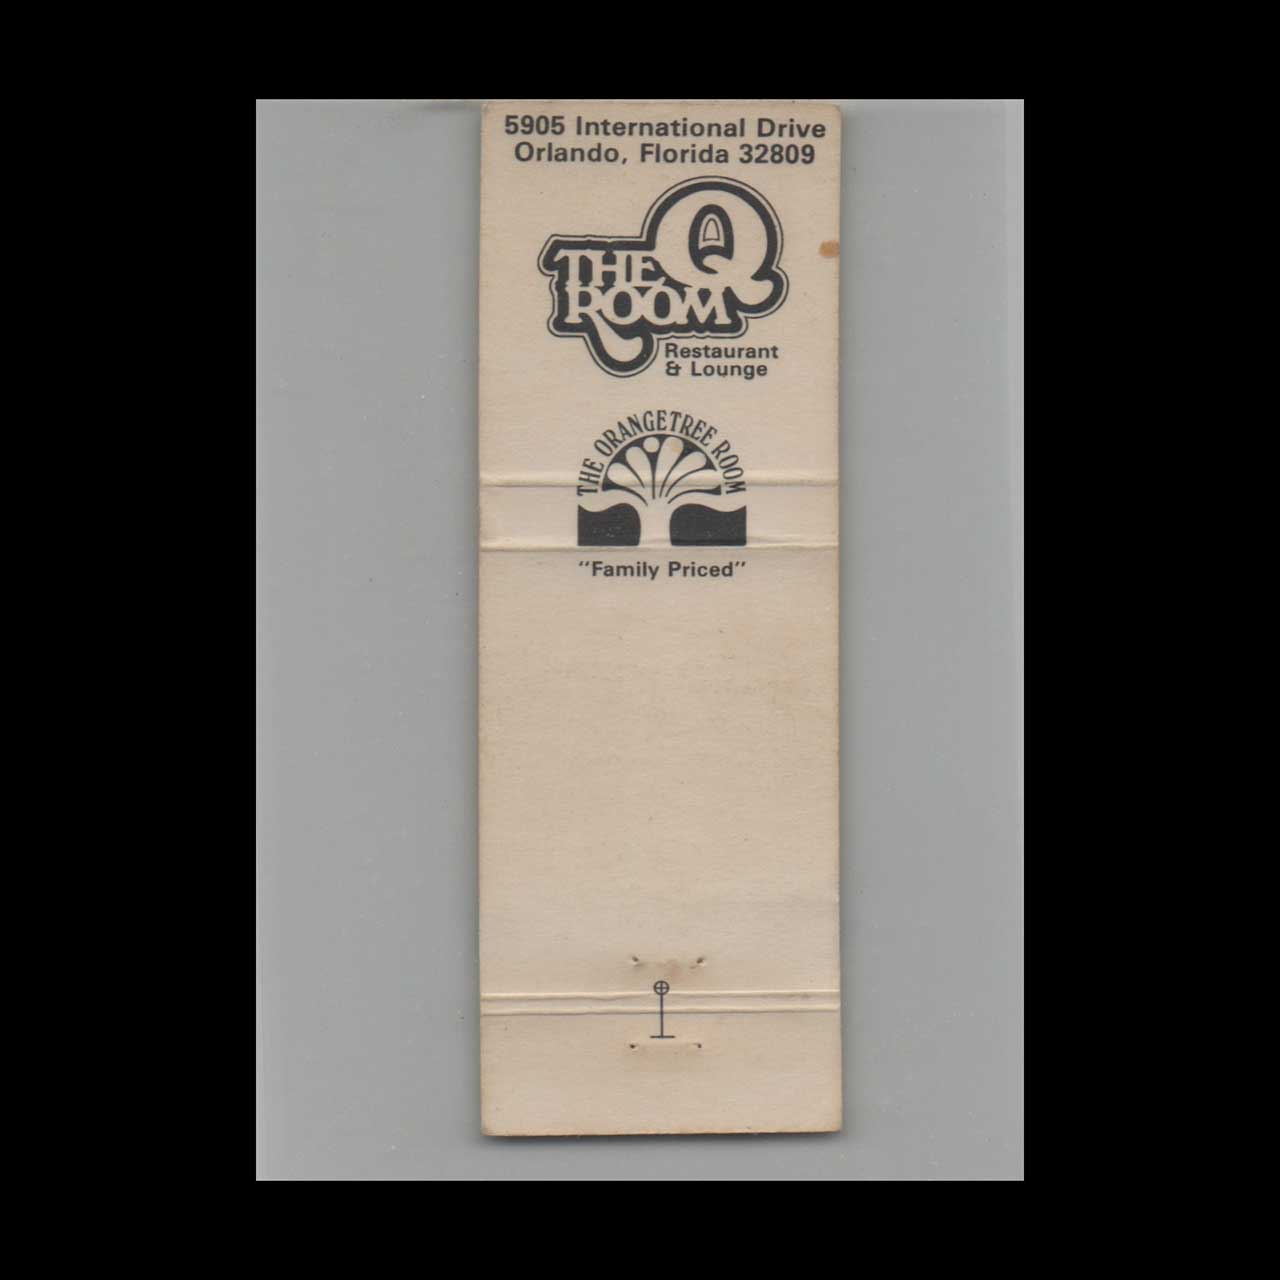 5905 International Drive
Orlando, Florida 32809
THE Q
ROOM
Restaurant
& Lounge
THE ORANGETREE ROOM
“Family Priced”